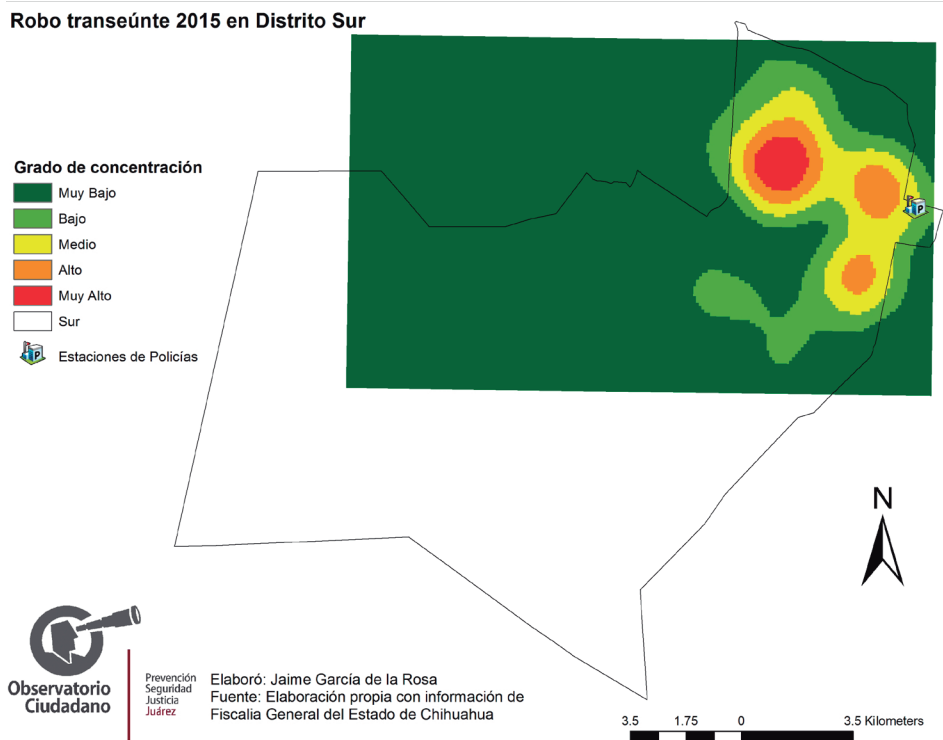 Robo transeúnte 2015 en Distrito Sur
Grado de concentración
Muy Bajo
Bajo
Medio
Alto
Muy Alto
Sur
P
Estaciones de Policías
P
N
Observatorio
Ciudadano
Prevención
Seguridad
Justicia
Juárez
Elaboró: Jaime García de la Rosa
Fuente: Elaboración propia con información de
Fiscalia General del Estado de Chihuahua
3.5 1.75 0 3.5 Kilometers